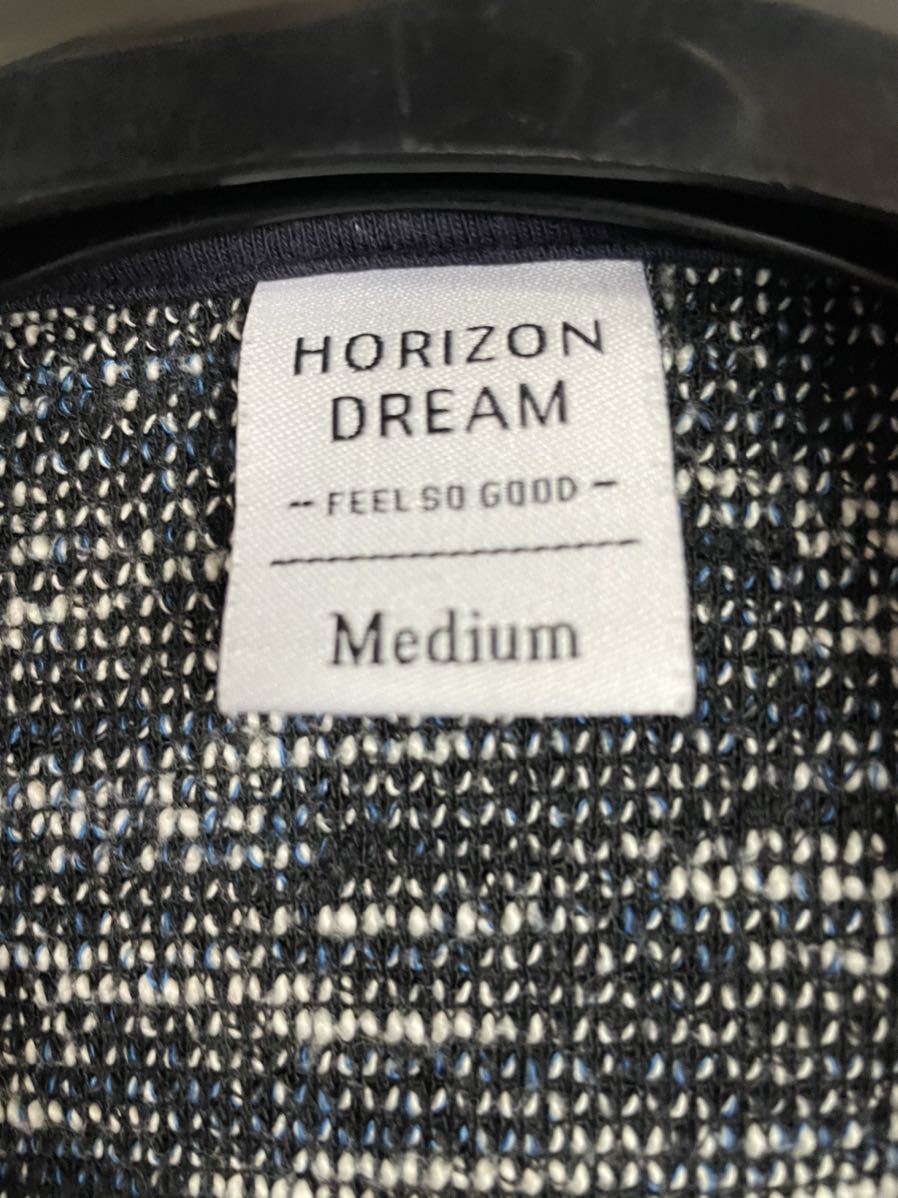 HORIZON
DREAM
-- FEEL SO GOOD --
Medium